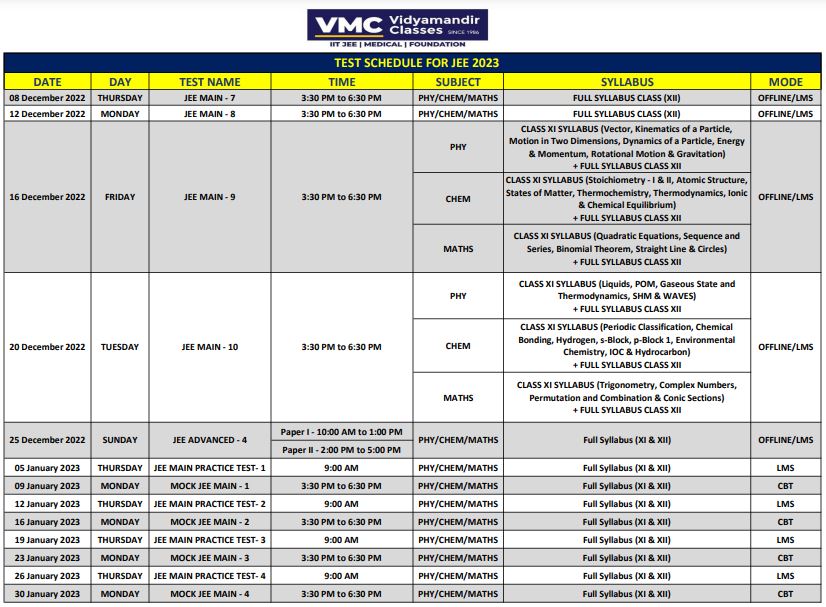 VMC Vidyamandir Classes SINCE 1986
IIT JEE | MEDICAL | FOUNDATION
TEST SCHEDULE FOR JEE 2023
DATE DAY TEST NAME TIME SUBJECT SYLLABUS MODE
08 December 2022 THURSDAY JEE MAIN - 7 3:30 PM to 6:30 PM PHY/CHEM/MATHS FULL SYLLABUS CLASS (XII) OFFLINE/LMS
12 December 2022 MONDAY JEE MAIN - 8 3:30 PM to 6:30 PM PHY/CHEM/MATHS FULL SYLLABUS CLASS (XII) OFFLINE/LMS
16 December 2022 FRIDAY JEE MAIN - 9 3:30 PM to 6:30 PM
PHY
CLASS XI SYLLABUS (Vector, Kinematics of a Particle,
Motion in Two Dimensions, Dynamics of a Particle, Energy
& Momentum, Rotational Motion & Gravitation)
+ FULL SYLLABUS CLASS XII
CHEM
CLASS XI SYLLABUS (Stoichiometry - I & II, Atomic Structure,
States of Matter, Thermochemistry, Thermodynamics, Ionic
& Chemical Equilibrium)
+ FULL SYLLABUS CLASS XII
MATHS
CLASS XI SYLLABUS (Quadratic Equations, Sequence and
Series, Binomial Theorem, Straight Line & Circles)
+ FULL SYLLABUS CLASS XII
OFFLINE/LMS
20 December 2022 TUESDAY JEE MAIN - 10 3:30 PM to 6:30 PM
PHY
CLASS XI SYLLABUS (Liquids, POM, Gaseous State and
Thermodynamics, SHM & WAVES)
+ FULL SYLLABUS CLASS XII
CHEM
CLASS XI SYLLABUS (Periodic Classification, Chemical
Bonding, Hydrogen, s-Block, p-Block 1, Environmental
Chemistry, IOC & Hydrocarbon)
+ FULL SYLLABUS CLASS XII
MATHS
CLASS XI SYLLABUS (Trigonometry, Complex Numbers,
Permutation and Combination & Conic Sections)
+ FULL SYLLABUS CLASS XII
OFFLINE/LMS
25 December 2022 SUNDAY JEE ADVANCED - 4
Paper I - 10:00 AM to 1:00 PM
Paper II - 2:00 PM to 5:00 PM
PHY/CHEM/MATHS Full Syllabus (XI & XII) OFFLINE/LMS
05 January 2023 THURSDAY JEE MAIN PRACTICE TEST- 1 9:00 AM PHY/CHEM/MATHS Full Syllabus (XI & XII) LMS
09 January 2023 MONDAY MOCK JEE MAIN - 1 3:30 PM to 6:30 PM PHY/CHEM/MATHS Full Syllabus (XI & XII) CBT
12 January 2023 THURSDAY JEE MAIN PRACTICE TEST- 2 9:00 AM PHY/CHEM/MATHS Full Syllabus (XI & XII) LMS
16 January 2023 MONDAY MOCK JEE MAIN - 2 3:30 PM to 6:30 PM PHY/CHEM/MATHS Full Syllabus (XI & XII) CBT
19 January 2023 THURSDAY JEE MAIN PRACTICE TEST- 3 9:00 AM PHY/CHEM/MATHS Full Syllabus (XI & XII) LMS
23 January 2023 MONDAY MOCK JEE MAIN - 3 3:30 PM to 6:30 PM PHY/CHEM/MATHS Full Syllabus (XI & XII) CBT
26 January 2023 THURSDAY JEE MAIN PRACTICE TEST- 4 9:00 AM PHY/CHEM/MATHS Full Syllabus (XI & XII) LMS
30 January 2023 MONDAY MOCK JEE MAIN - 4 3:30 PM to 6:30 PM PHY/CHEM/MATHS Full Syllabus (XI & XII) CBT